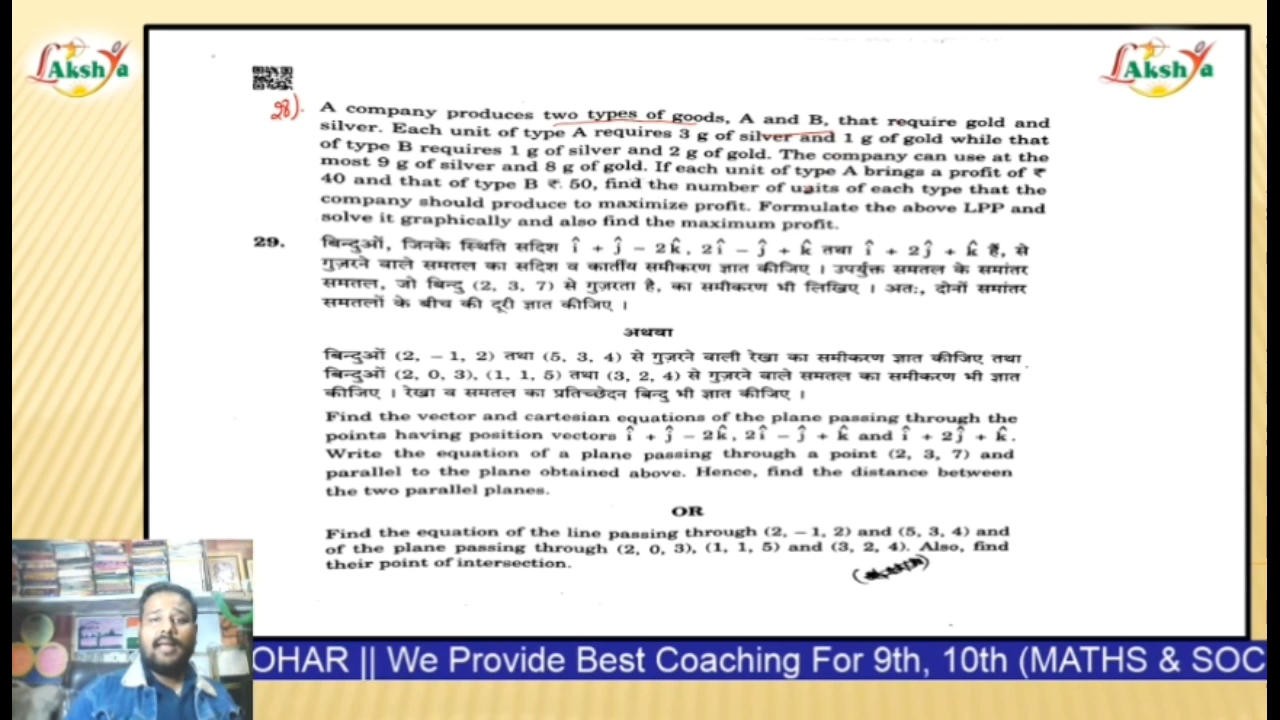 LAkshya
LAkshya
28).
A company produces two types of goods, A and B, that require gold and
silver. Each unit of type A requires 3 g of silver and 1 g of gold while that
of type B requires 1 g of silver and 2 g of gold. The company can use at the
most 9 g of silver and 8 g of gold. If each unit of type A brings a profit of ₹
40 and that of type B ₹ 50, find the number of units of each type that the
company should produce to maximize profit. Formulate the above LPP and
solve it graphically and also find the maximum profit.
29. बिन्दुओं, जिनके स्थिति सदिश î + ĵ – 2k̂, 2î – ĵ + k̂ तथा î + 2ĵ + k̂ हैं, से
गुज़रने वाले समतल का सदिश व कार्तीय समीकरण ज्ञात कीजिए । उपर्युक्त समतल के समांतर
समतल, जो बिन्दु (2, 3, 7) से गुज़रता है, का समीकरण भी लिखिए । अतः, दोनों समांतर
समतलों के बीच की दूरी ज्ञात कीजिए ।
अथवा
बिन्दुओं (2, – 1, 2) तथा (5, 3, 4) से गुज़रने वाली रेखा का समीकरण ज्ञात कीजिए तथा
बिन्दुओं (2, 0, 3), (1, 1, 5) तथा (3, 2, 4) से गुज़रने वाले समतल का समीकरण भी ज्ञात
कीजिए । रेखा व समतल का प्रतिच्छेदन बिन्दु भी ज्ञात कीजिए ।
Find the vector and cartesian equations of the plane passing through the
points having position vectors î + ĵ – 2k̂, 2î – ĵ + k̂ and î + 2ĵ + k̂.
Write the equation of a plane passing through a point (2, 3, 7) and
parallel to the plane obtained above. Hence, find the distance between
the two parallel planes.
OR
Find the equation of the line passing through (2, – 1, 2) and (5, 3, 4) and
of the plane passing through (2, 0, 3), (1, 1, 5) and (3, 2, 4). Also, find
their point of intersection.
OHAR || We Provide Best Coaching For 9th, 10th (MATHS & SOC